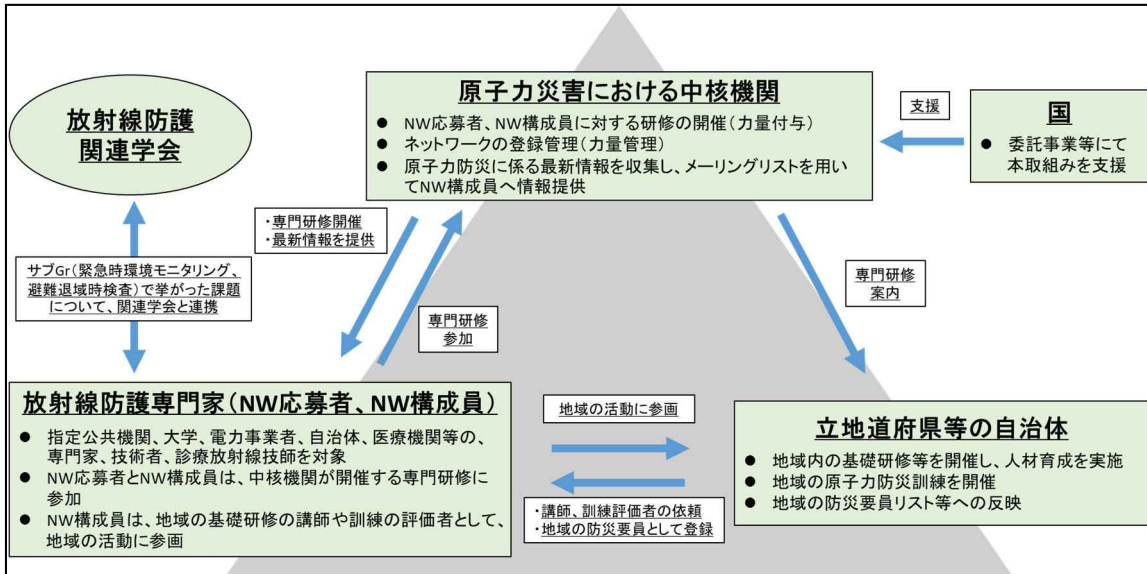 放射線防護
関連学会
原子力災害における中核機関
● NW応募者、NW構成員に対する研修の開催（力量付与）
● ネットワークの登録管理（力量管理）
● 原子力防災に係る最新情報を収集し、メーリングリストを用い
てNW構成員へ情報提供
支援
国
● 委託事業等にて
本取組みを支援
・専門研修開催
・最新情報を提供
サブGr（緊急時環境モニタリング、
避難退域時検査）で挙がった課題
について、関連学会と連携
専門研修
参加
専門研修
案内
放射線防護専門家（NW応募者、NW構成員）
● 指定公共機関、大学、電力事業者、自治体、医療機関等の、
専門家、技術者、診療放射線技師を対象
● NW応募者とNW構成員は、中核機関が開催する専門研修に
参加
● NW構成員は、地域の基礎研修の講師や訓練の評価者として、
地域の活動に参画
地域の活動に参画
・講師、訓練評価者の依頼
・地域の防災要員として登録
立地道府県等の自治体
● 地域内の基礎研修等を開催し、人材育成を実施
● 地域の原子力防災訓練を開催
● 地域の防災要員リスト等への反映